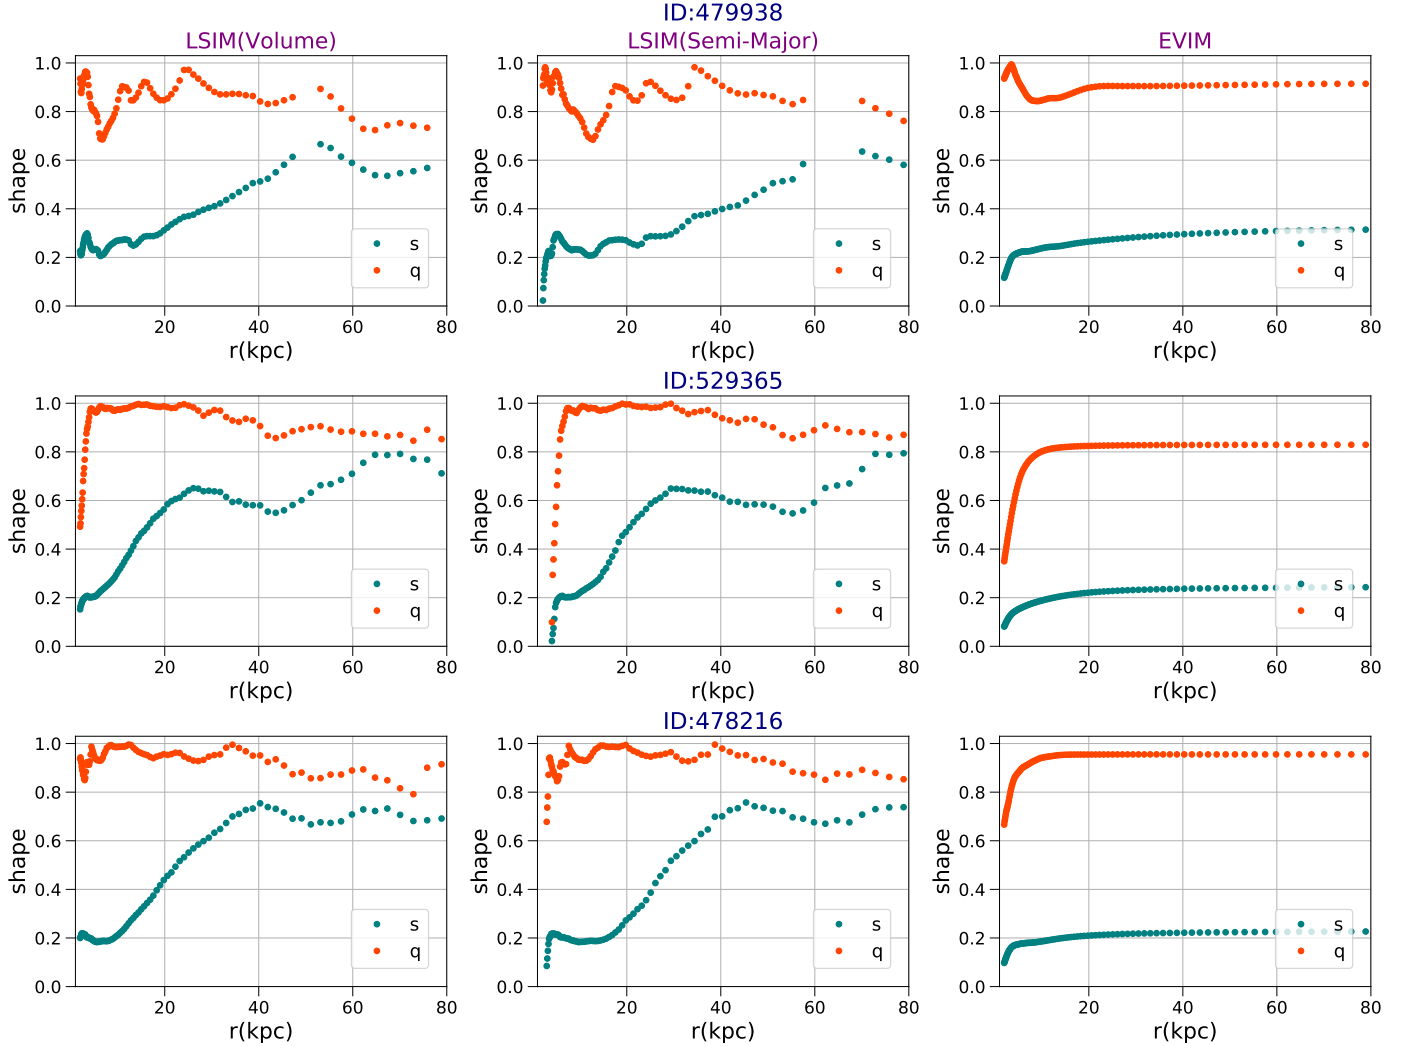 ID:479938
LSIM(Volume) LSIM(Semi-Major) EVIM
1.0 1.0 1.0
0.8 0.8 0.8
0.6 0.6 0.6
shape shape shape
0.4 0.4 0.4
s s s
0.2 0.2 0.2
q q q
0.0 0.0 0.0
20 40 60 80 20 40 60 80 20 40 60 80
r(kpc) r(kpc) r(kpc)
ID:529365
1.0 1.0 1.0
0.8 0.8 0.8
0.6 0.6 0.6
shape shape shape
0.4 0.4 0.4
s s s
0.2 0.2 0.2
q q q
0.0 0.0 0.0
20 40 60 80 20 40 60 80 20 40 60 80
r(kpc) r(kpc) r(kpc)
ID:478216
1.0 1.0 1.0
0.8 0.8 0.8
0.6 0.6 0.6
shape shape shape
0.4 0.4 0.4
s s s
0.2 0.2 0.2
q q q
0.0 0.0 0.0
20 40 60 80 20 40 60 80 20 40 60 80
r(kpc) r(kpc) r(kpc)